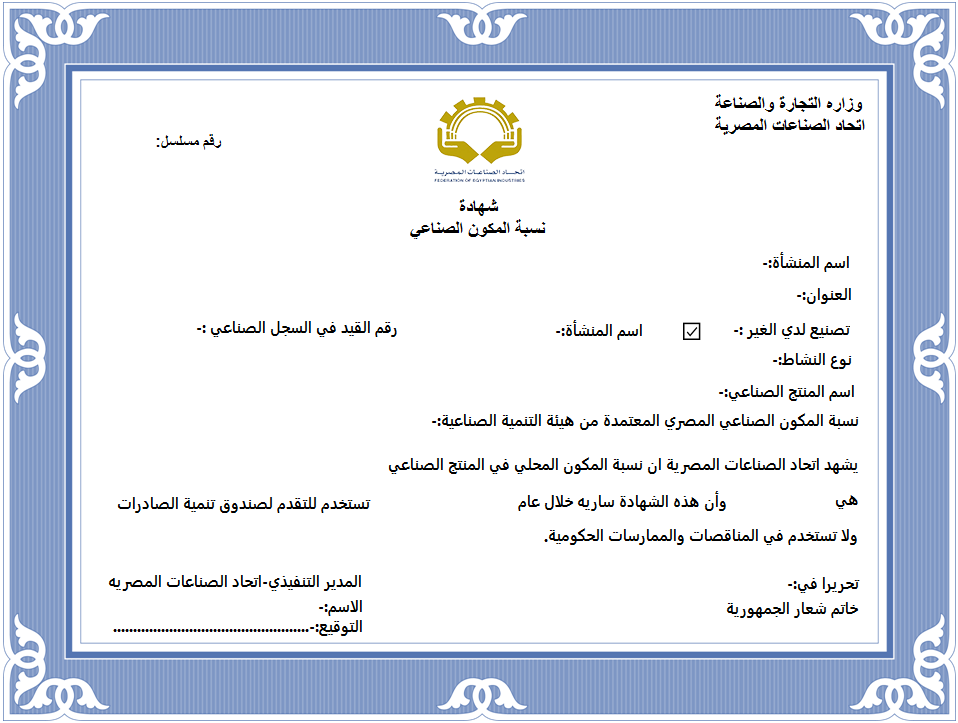 وزاره التجارة والصناعة
اتحاد الصناعات المصرية
رقم مسلسل:
اتحاد الصناعات المصرية
FEDERATION OF EGYPTIAN INDUSTRIES
شهادة
نسبة المكون الصناعي
اسم المنشأة:-
العنوان:-
تصنيع لدي الغير :- ☑ اسم المنشأة:- رقم القيد في السجل الصناعي :-
نوع النشاط:-
اسم المنتج الصناعي:-
نسبة المكون الصناعي المصري المعتمدة من هيئة التنمية الصناعية:-
يشهد اتحاد الصناعات المصرية ان نسبة المكون المحلي في المنتج الصناعي
هي وأن هذه الشهادة ساريه خلال عام تستخدم للتقدم لصندوق تنمية الصادرات
ولا تستخدم في المناقصات والممارسات الحكومية.
تحريرا في:-
خاتم شعار الجمهورية
المدير التنفيذي-اتحاد الصناعات المصريه
الاسم:-
التوقيع:-.................................................